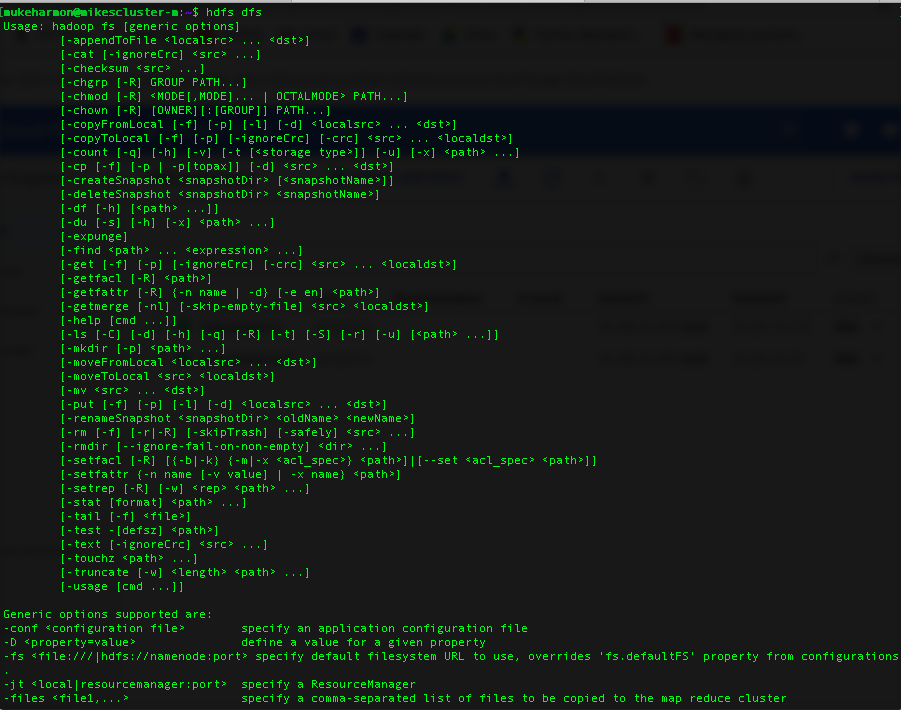 [mukeharmon@mikescluster-m:~$ hdfs dfs
Usage: hadoop fs [generic options]
[-appendToFile <localsrc> ... <dst>]
[-cat [-ignoreCrc] <src> ...]
[-checksum <src> ...]
[-chgrp [-R] GROUP PATH...]
[-chmod [-R] <MODE[,MODE]... | OCTALMODE> PATH...]
[-chown [-R] [OWNER][:[GROUP]] PATH...]
[-copyFromLocal [-f] [-p] [-l] [-d] <localsrc> ... <dst>]
[-copyToLocal [-f] [-p] [-ignoreCrc] [-crc] <src> ... <localdst>]
[-count [-q] [-h] [-v] [-t [<storage type>]] [-u] [-x] <path> ...]
[-cp [-f] [-p | -p[topax]] [-d] <src> ... <dst>]
[-createSnapshot <snapshotDir> [<snapshotName>]]
[-deleteSnapshot <snapshotDir> <snapshotName>]
[-df [-h] [<path> ...]]
[-du [-s] [-h] [-x] <path> ...]
[-expunge]
[-find <path> ... <expression> ...]
[-get [-f] [-p] [-ignoreCrc] [-crc] <src> ... <localdst>]
[-getfacl [-R] <path>]
[-getfattr [-R] {-n name | -d} [-e en] <path>]
[-getmerge [-nl] [-skip-empty-file] <src> <localdst>]
[-help [cmd ...]]
[-ls [-C] [-d] [-h] [-q] [-R] [-t] [-S] [-r] [-u] [<path> ...]]
[-mkdir [-p] <path> ...]
[-moveFromLocal <localsrc> ... <dst>]
[-moveToLocal <src> <localdst>]
[-mv <src> ... <dst>]
[-put [-f] [-p] [-l] [-d] <localsrc> ... <dst>]
[-renameSnapshot <snapshotDir> <oldName> <newName>]
[-rm [-f] [-r|-R] [-skipTrash] [-safely] <src> ...]
[-rmdir [--ignore-fail-on-non-empty] <dir> ...]
[-setfacl [-R] [{-b|-k} {-m|-x <acl_spec>} <path>]|[--set <acl_spec> <path>]]
[-setfattr {-n name [-v value] | -x name} <path>]
[-setrep [-R] [-w] <rep> <path> ...]
[-stat [format] <path> ...]
[-tail [-f] <file>]
[-test -[defsz] <path>]
[-text [-ignoreCrc] <src> ...]
[-touchz <path> ...]
[-truncate [-w] <length> <path> ...]
[-usage [cmd ...]]
Generic options supported are:
-conf <configuration file> specify an application configuration file
-D <property=value> define a value for a given property
-fs <file:///|hdfs://namenode:port> specify default filesystem URL to use, overrides 'fs.defaultFS' property from configurations
.
-jt <local|resourcemanager:port> specify a ResourceManager
-files <file1,...> specify a comma-separated list of files to be copied to the map reduce cluster